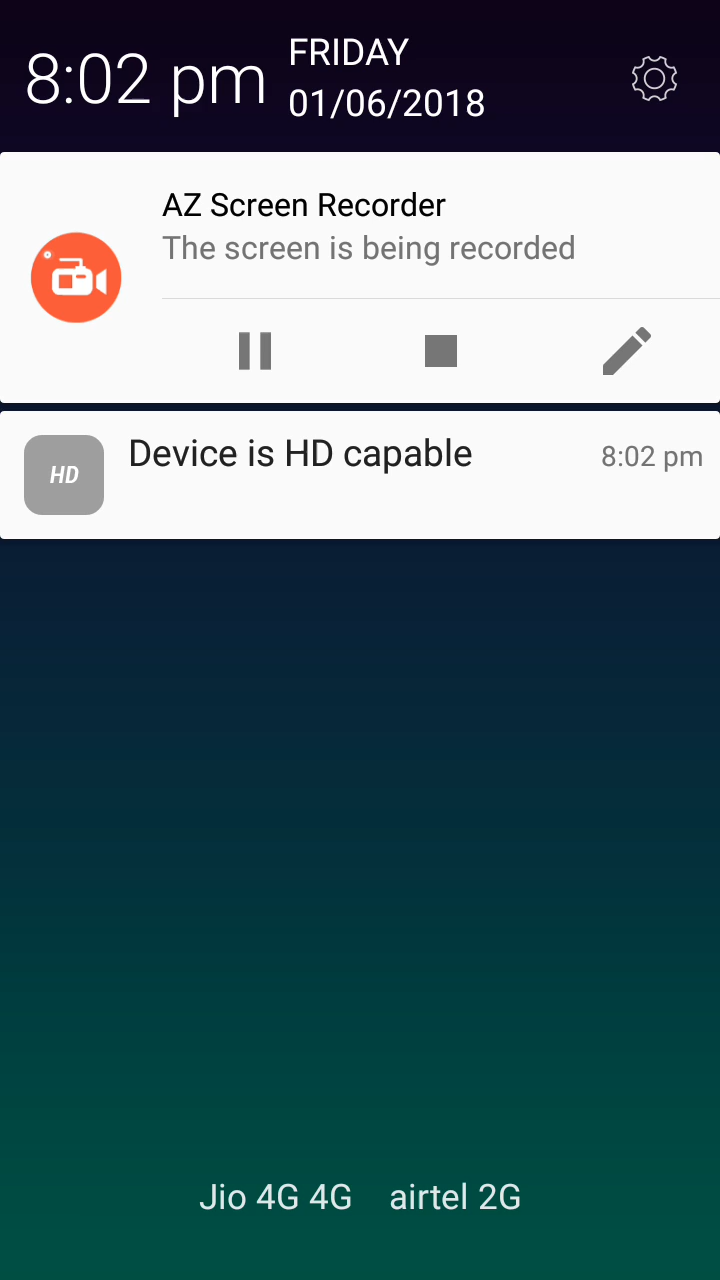 8:02 pm
FRIDAY
01/06/2018
AZ Screen Recorder
The screen is being recorded
HD
Device is HD capable
8:02 pm
Jio 4G 4G airtel 2G